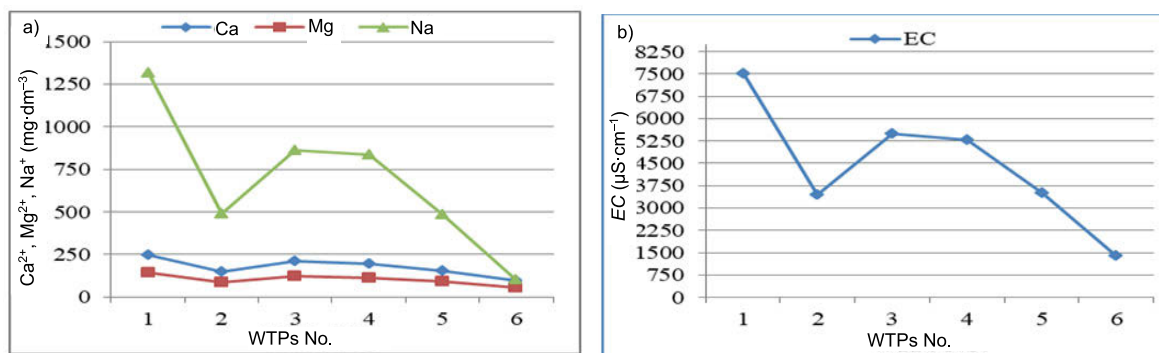 a)
Ca Mg Na
Ca²⁺, Mg²⁺, Na⁺ (mg·dm⁻³)
1500
1250
1000
750
500
250
0
1 2 3 4 5 6
WTPs No.
b)
EC
EC (µS·cm⁻¹)
8250
7500
6750
6000
5250
4500
3750
3000
2250
1500
750
0
1 2 3 4 5 6
WTPs No.